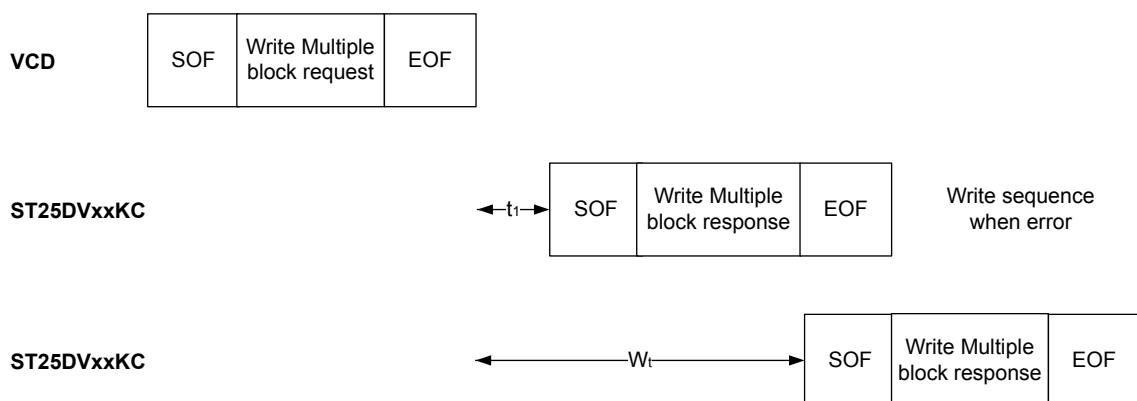 VCD
SOF
Write Multiple
block request
EOF
ST25DVxxKC
t1
SOF
Write Multiple
block response
EOF
Write sequence
when error
ST25DVxxKC
Wt
SOF
Write Multiple
block response
EOF